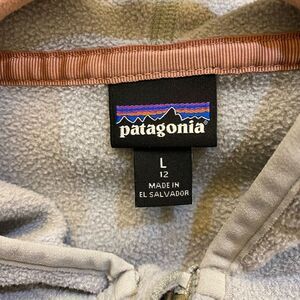 patagonia
L
12
MADE IN
EL SALVADOR